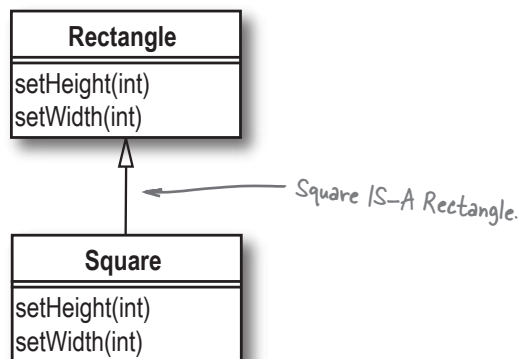 Rectangle
setHeight(int)
setWidth(int)
Square IS-A Rectangle.
Square
setHeight(int)
setWidth(int)